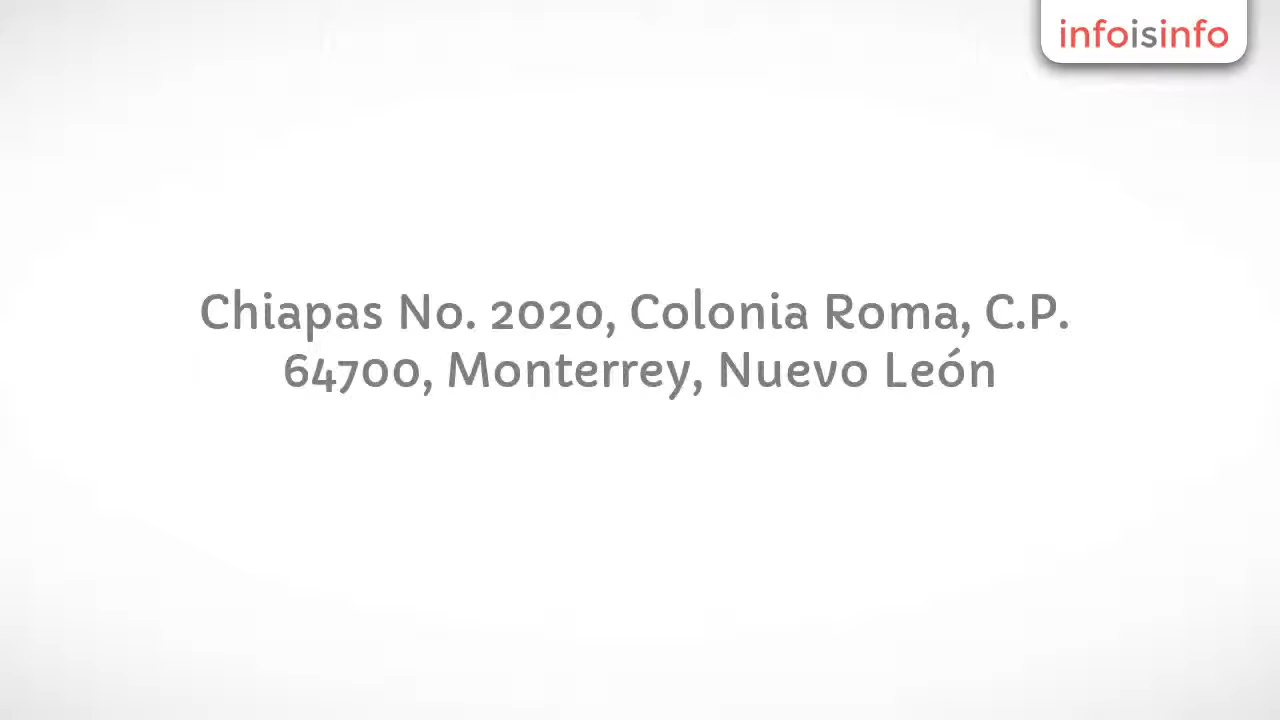 infoisinfo
Chiapas No. 2020, Colonia Roma, C.P.
64700, Monterrey, Nuevo León